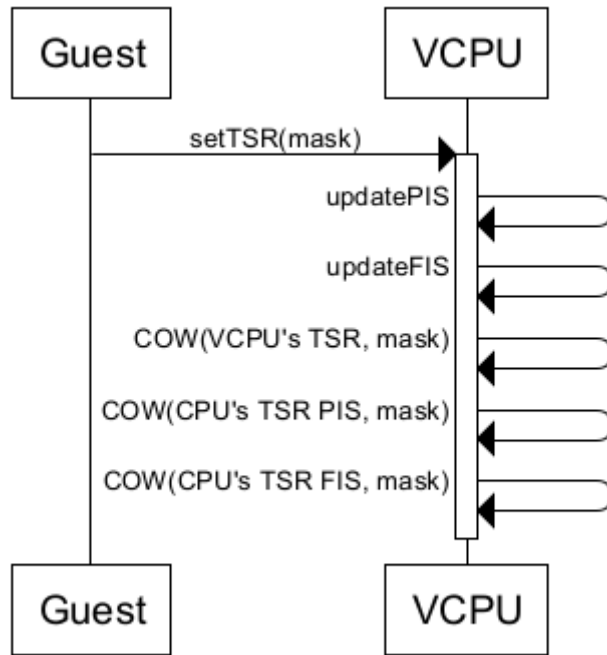 Guest
VCPU
setTSR(mask)
updatePIS
updateFIS
COW(VCPU's TSR, mask)
COW(CPU's TSR PIS, mask)
COW(CPU's TSR FIS, mask)
Guest
VCPU